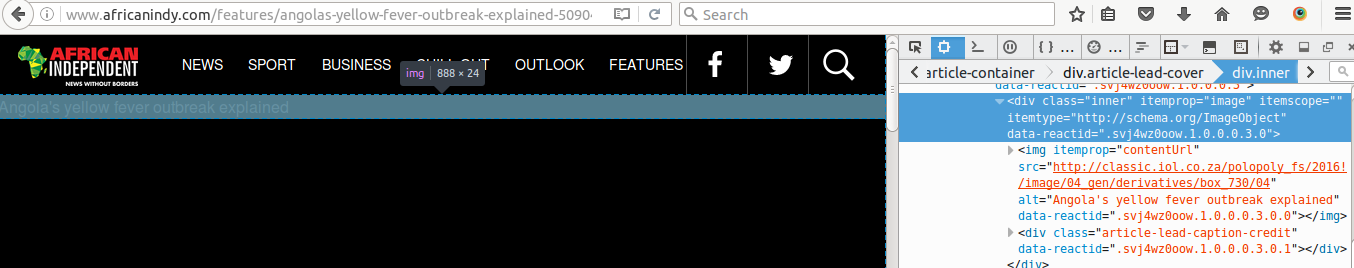 www.africanindy.com/features/angolas-yellow-fever-outbreak-explained-5090
Search
AFRICAN
INDEPENDENT
NEWS WITHOUT BORDERS
NEWS SPORT BUSINESS CHILL OUT OUTLOOK FEATURES
img 888 × 24
Angola's yellow fever outbreak explained
{ } ...
article-container div.article-lead-cover div.inner
data-reactid=".svj4wz0oow.1.0.0.0.3">
<div class="inner" itemprop="image" itemscope=""
itemtype="http://schema.org/ImageObject"
data-reactid=".svj4wz0oow.1.0.0.0.3.0">
<img itemprop="contentUrl"
src="http://classic.iol.co.za/polopoly_fs/2016!
/image/04_gen/derivatives/box_730/04"
alt="Angola's yellow fever outbreak explained"
data-reactid=".svj4wz0oow.1.0.0.0.3.0.0"></img>
<div class="article-lead-caption-credit"
data-reactid=".svj4wz0oow.1.0.0.0.3.0.1"></div>
</div>